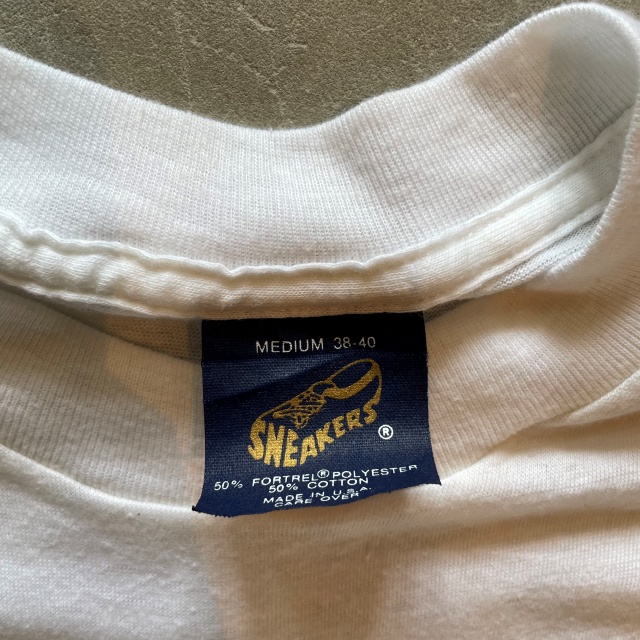 MEDIUM 38-40
SNEAKERS®
50% FORTREL® POLYESTER
50% COTTON
MADE IN U.S.A.
CARE OVER